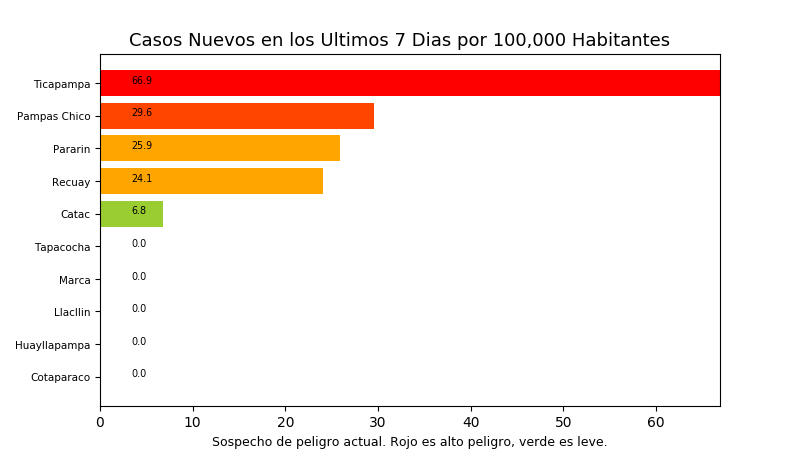 Casos Nuevos en los Ultimos 7 Dias por 100,000 Habitantes
Ticapampa 66.9
Pampas Chico 29.6
Pararin 25.9
Recuay 24.1
Catac 6.8
Tapacocha 0.0
Marca 0.0
Llacllin 0.0
Huayllapampa 0.0
Cotaparaco 0.0
0 10 20 30 40 50 60
Sospecho de peligro actual. Rojo es alto peligro, verde es leve.